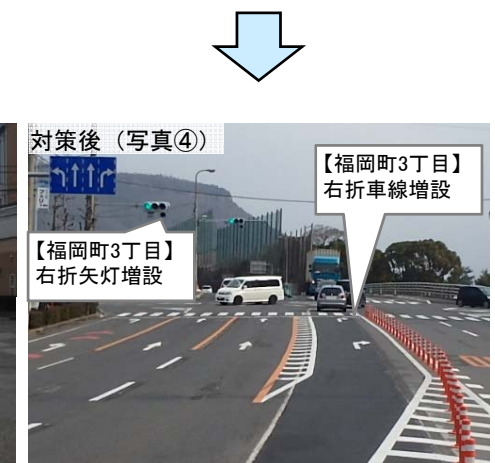 対策後（写真④）
【福岡町3丁目】
右折車線増設
【福岡町3丁目】
右折矢灯増設